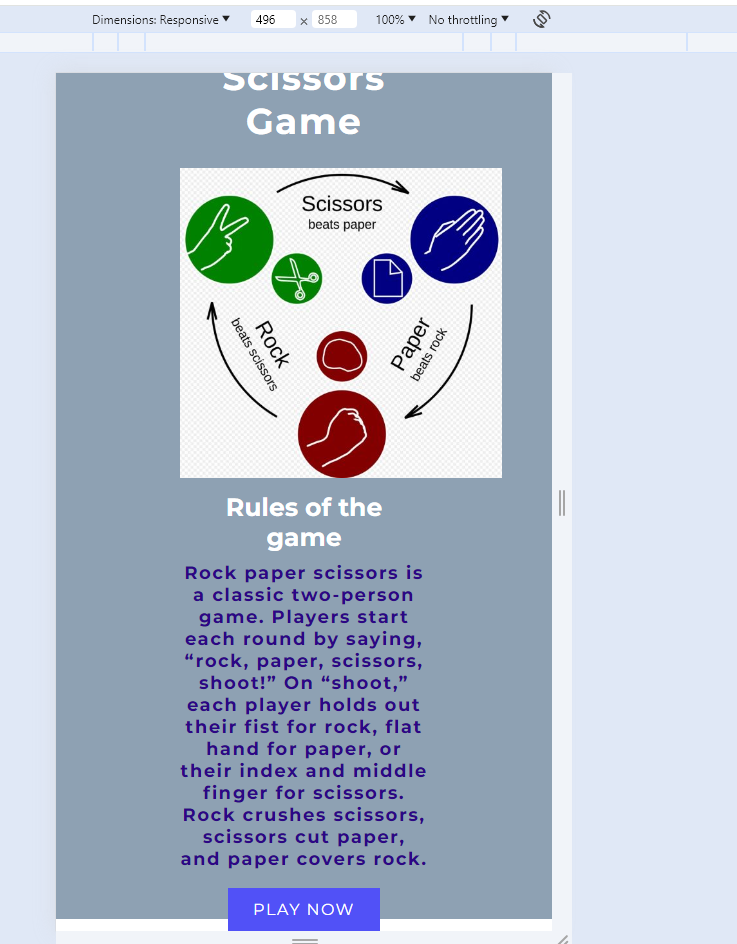 Dimensions: Responsive ▼ 496 × 858 100% ▼ No throttling ▼
Scissors
Game
Scissors
beats paper
Rock
beats scissors
Paper
beats rock
Rules of the
game
Rock paper scissors is
a classic two-person
game. Players start
each round by saying,
“rock, paper, scissors,
shoot!” On “shoot,”
each player holds out
their fist for rock, flat
hand for paper, or
their index and middle
finger for scissors.
Rock crushes scissors,
scissors cut paper,
and paper covers rock.
PLAY NOW